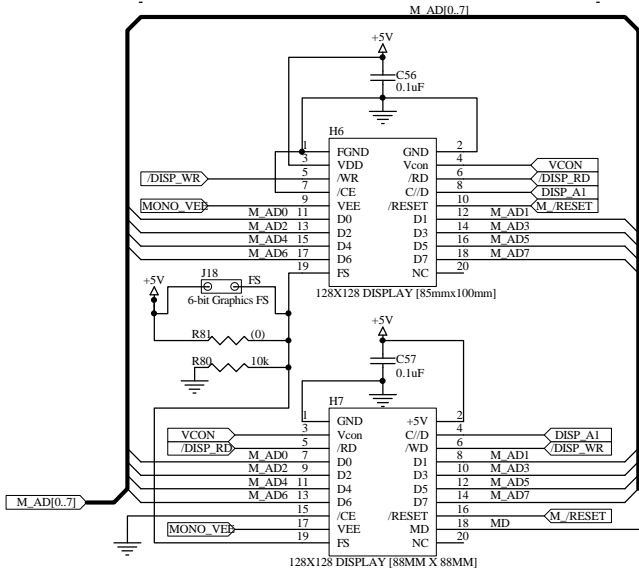 M_AD[0..7]
+5V
C56
0.1uF
H6
1 FGND GND 2
3 VDD Vcon 4 VCON
/DISP_WR 5 /WR /RD 6 /DISP_RD
7 /CE C//D 8 DISP_A1
MONO_VEE 9 VEE /RESET 10 M_/RESET
M_AD0 11 D0 D1 12 M_AD1
M_AD2 13 D2 D3 14 M_AD3
M_AD4 15 D4 D5 16 M_AD5
M_AD6 17 D6 D7 18 M_AD7
19 FS NC 20
128X128 DISPLAY [85mmx100mm]
J18
+5V FS
6-bit Graphics FS
R81 (0)
R80 10k
+5V
C57
0.1uF
H7
1 GND +5V 2
VCON 3 Vcon C//D 4 DISP_A1
/DISP_RD 5 /RD /WD 6 /DISP_WR
M_AD0 7 D0 D1 8 M_AD1
M_AD2 9 D2 D3 10 M_AD3
M_AD4 11 D4 D5 12 M_AD5
M_AD[0..7] M_AD6 13 D6 D7 14 M_AD7
15 /CE /RESET 16 M_/RESET
MONO_VEE 17 VEE MD 18 MD
19 FS NC 20
128X128 DISPLAY [88MM X 88MM]